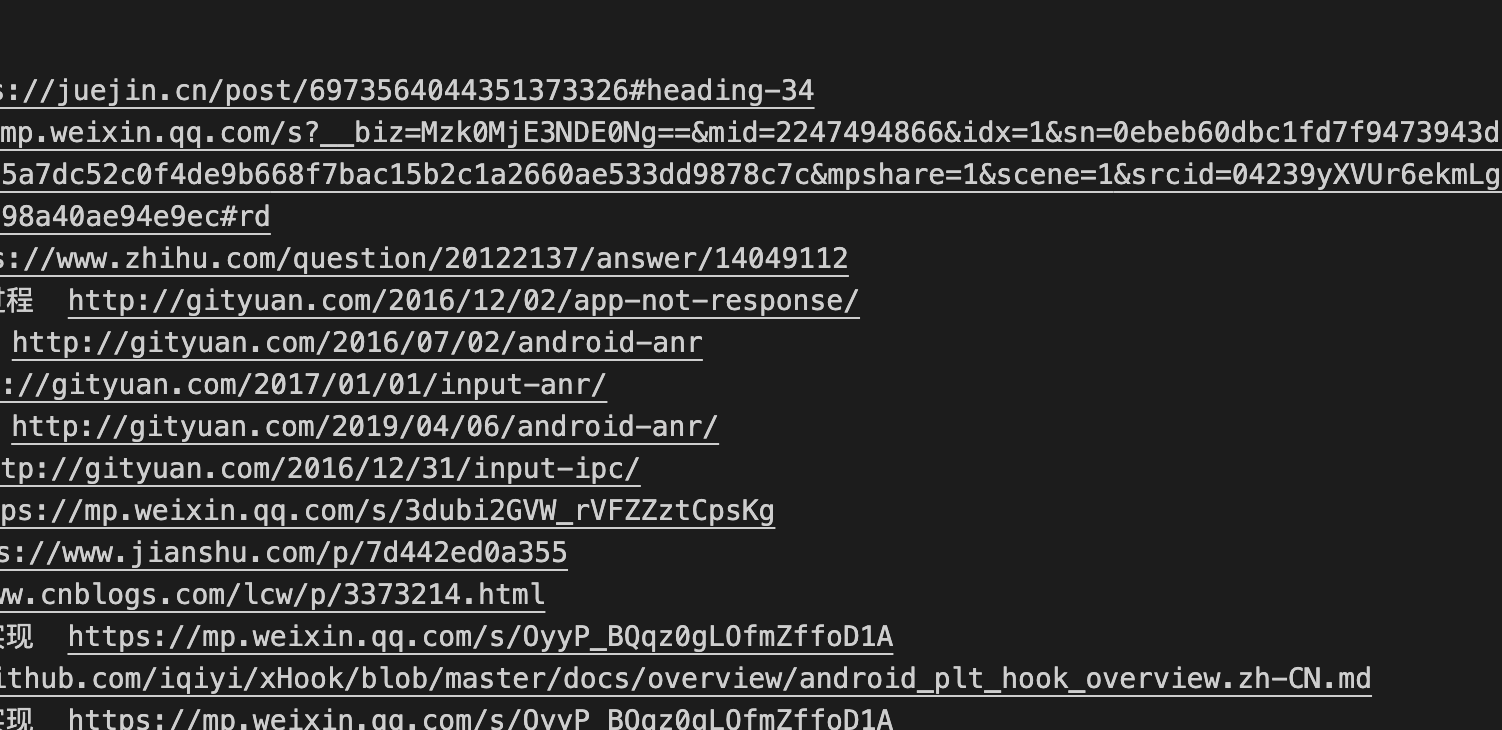 s://juejin.cn/post/6973564044351373326#heading-34
mp.weixin.qq.com/s?__biz=Mzk0MjE3NDE0Ng==&mid=2247494866&idx=1&sn=0ebeb60dbc1fd7f9473943d
5a7dc52c0f4de9b668f7bac15b2c1a2660ae533dd9878c7c&mpshare=1&scene=1&srcid=04239yXVUr6ekmLg
98a40ae94e9ec#rd
s://www.zhihu.com/question/20122137/answer/14049112
过程 http://gityuan.com/2016/12/02/app-not-response/
http://gityuan.com/2016/07/02/android-anr
://gityuan.com/2017/01/01/input-anr/
http://gityuan.com/2019/04/06/android-anr/
tp://gityuan.com/2016/12/31/input-ipc/
ps://mp.weixin.qq.com/s/3dubi2GVW_rVFZZztCpsKg
s://www.jianshu.com/p/7d442ed0a355
ww.cnblogs.com/lcw/p/3373214.html
实现 https://mp.weixin.qq.com/s/OyyP_BQqz0gLOfmZffoD1A
ithub.com/iqiyi/xHook/blob/master/docs/overview/android_plt_hook_overview.zh-CN.md
实现 https://mp.weixin.qq.com/s/OyyP_BQqz0gLOfmZffoD1A